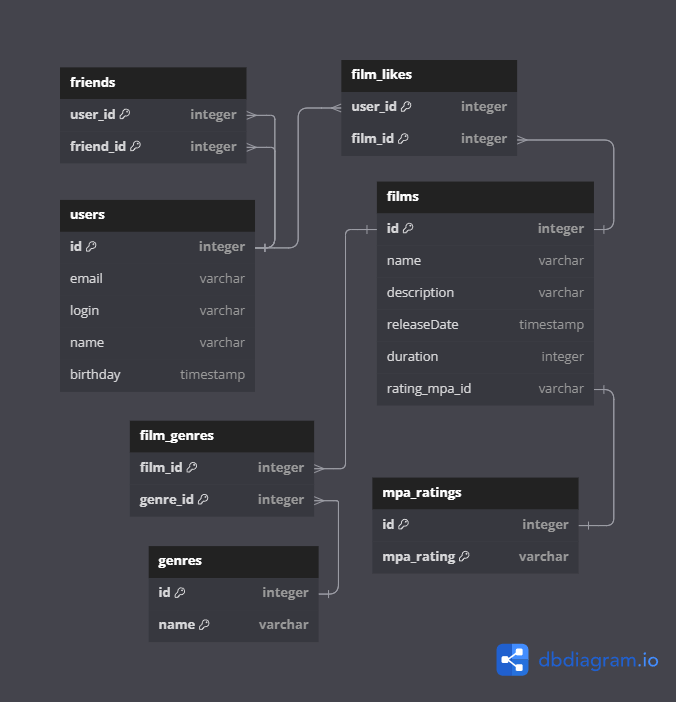 friends
user_id integer
friend_id integer
film_likes
user_id integer
film_id integer
users
id integer
email varchar
login varchar
name varchar
birthday timestamp
films
id integer
name varchar
description varchar
releaseDate timestamp
duration integer
rating_mpa_id varchar
film_genres
film_id integer
genre_id integer
mpa_ratings
id integer
mpa_rating varchar
genres
id integer
name varchar
dbdiagram.io